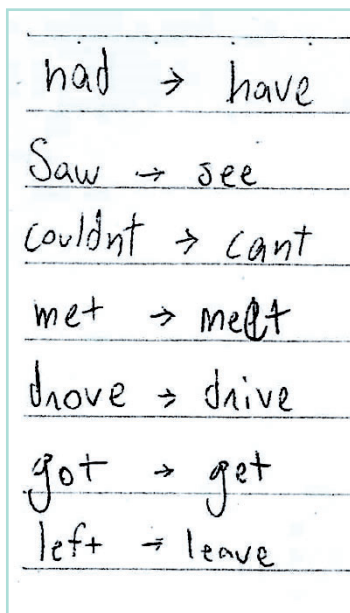 had → have
Saw → see
couldnt → cant
met → meet
drove → drive
got → get
left → leave